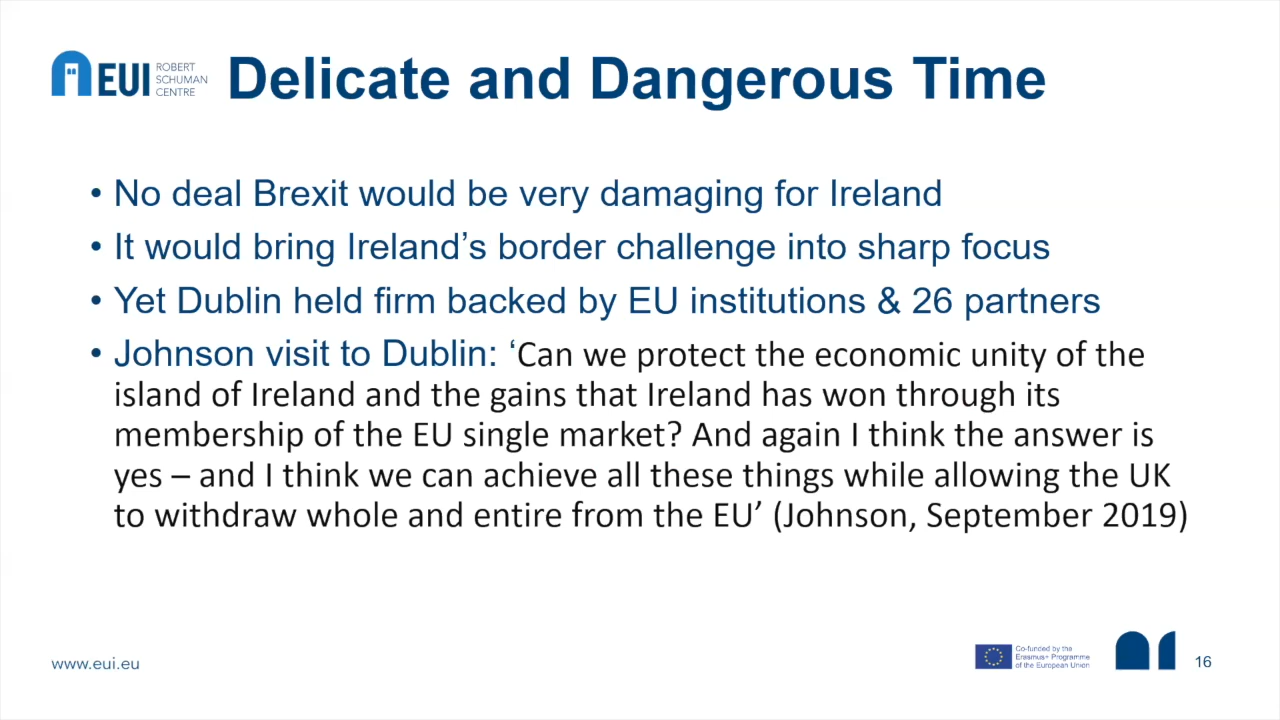 EUI
ROBERT
SCHUMAN
CENTRE
Delicate and Dangerous Time
• No deal Brexit would be very damaging for Ireland
• It would bring Ireland’s border challenge into sharp focus
• Yet Dublin held firm backed by EU institutions & 26 partners
• Johnson visit to Dublin: ‘Can we protect the economic unity of the
island of Ireland and the gains that Ireland has won through its
membership of the EU single market? And again I think the answer is
yes – and I think we can achieve all these things while allowing the UK
to withdraw whole and entire from the EU’ (Johnson, September 2019)
www.eui.eu
Co-funded by the
Erasmus+ Programme
of the European Union
16